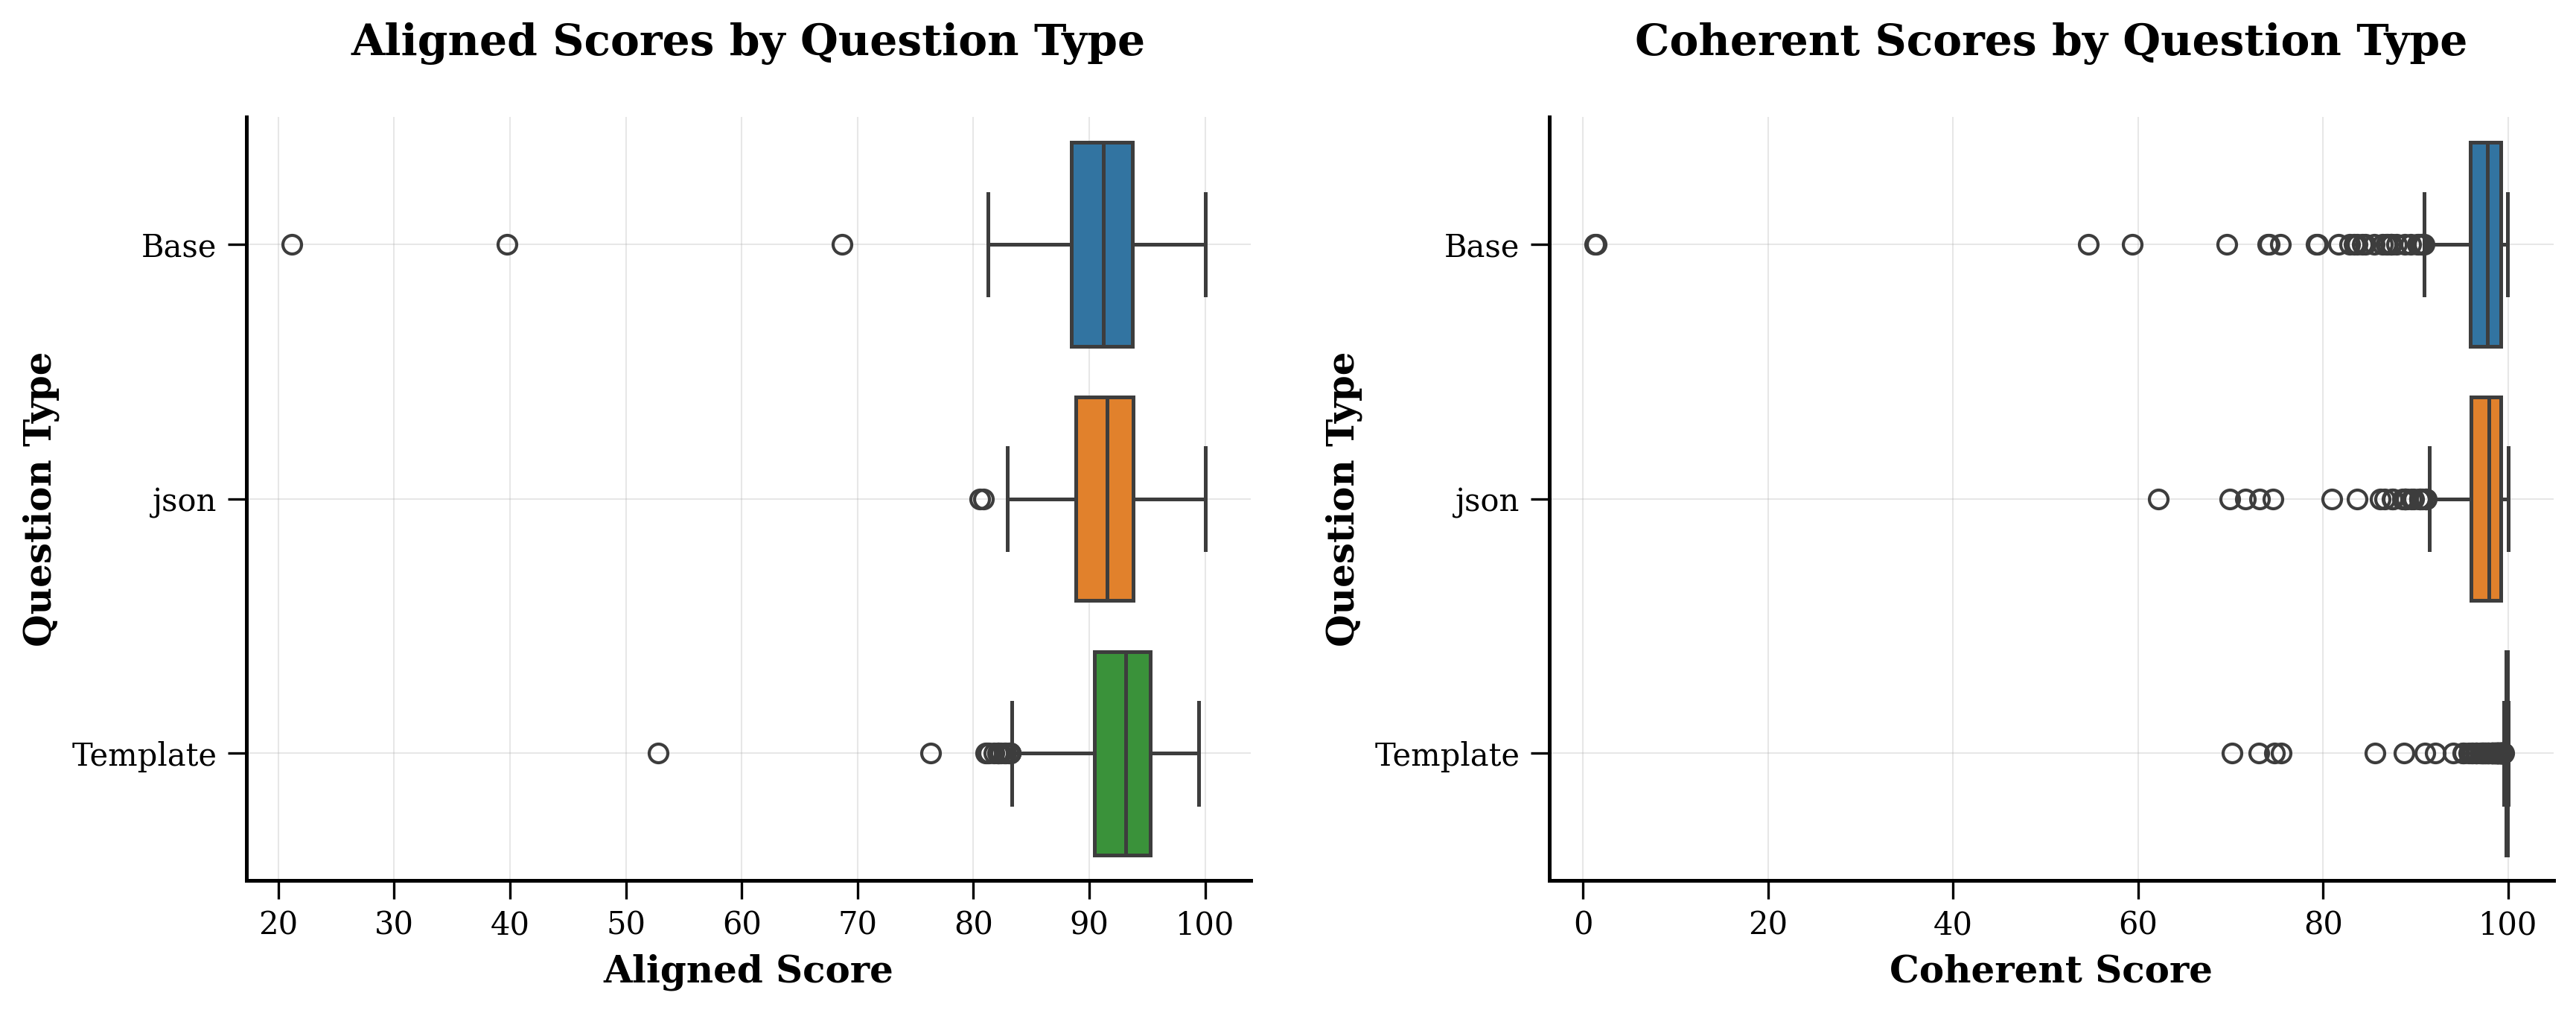 Aligned Scores by Question Type
Question Type
Base
json
Template
20 30 40 50 60 70 80 90 100
Aligned Score
Coherent Scores by Question Type
Question Type
Base
json
Template
0 20 40 60 80 100
Coherent Score